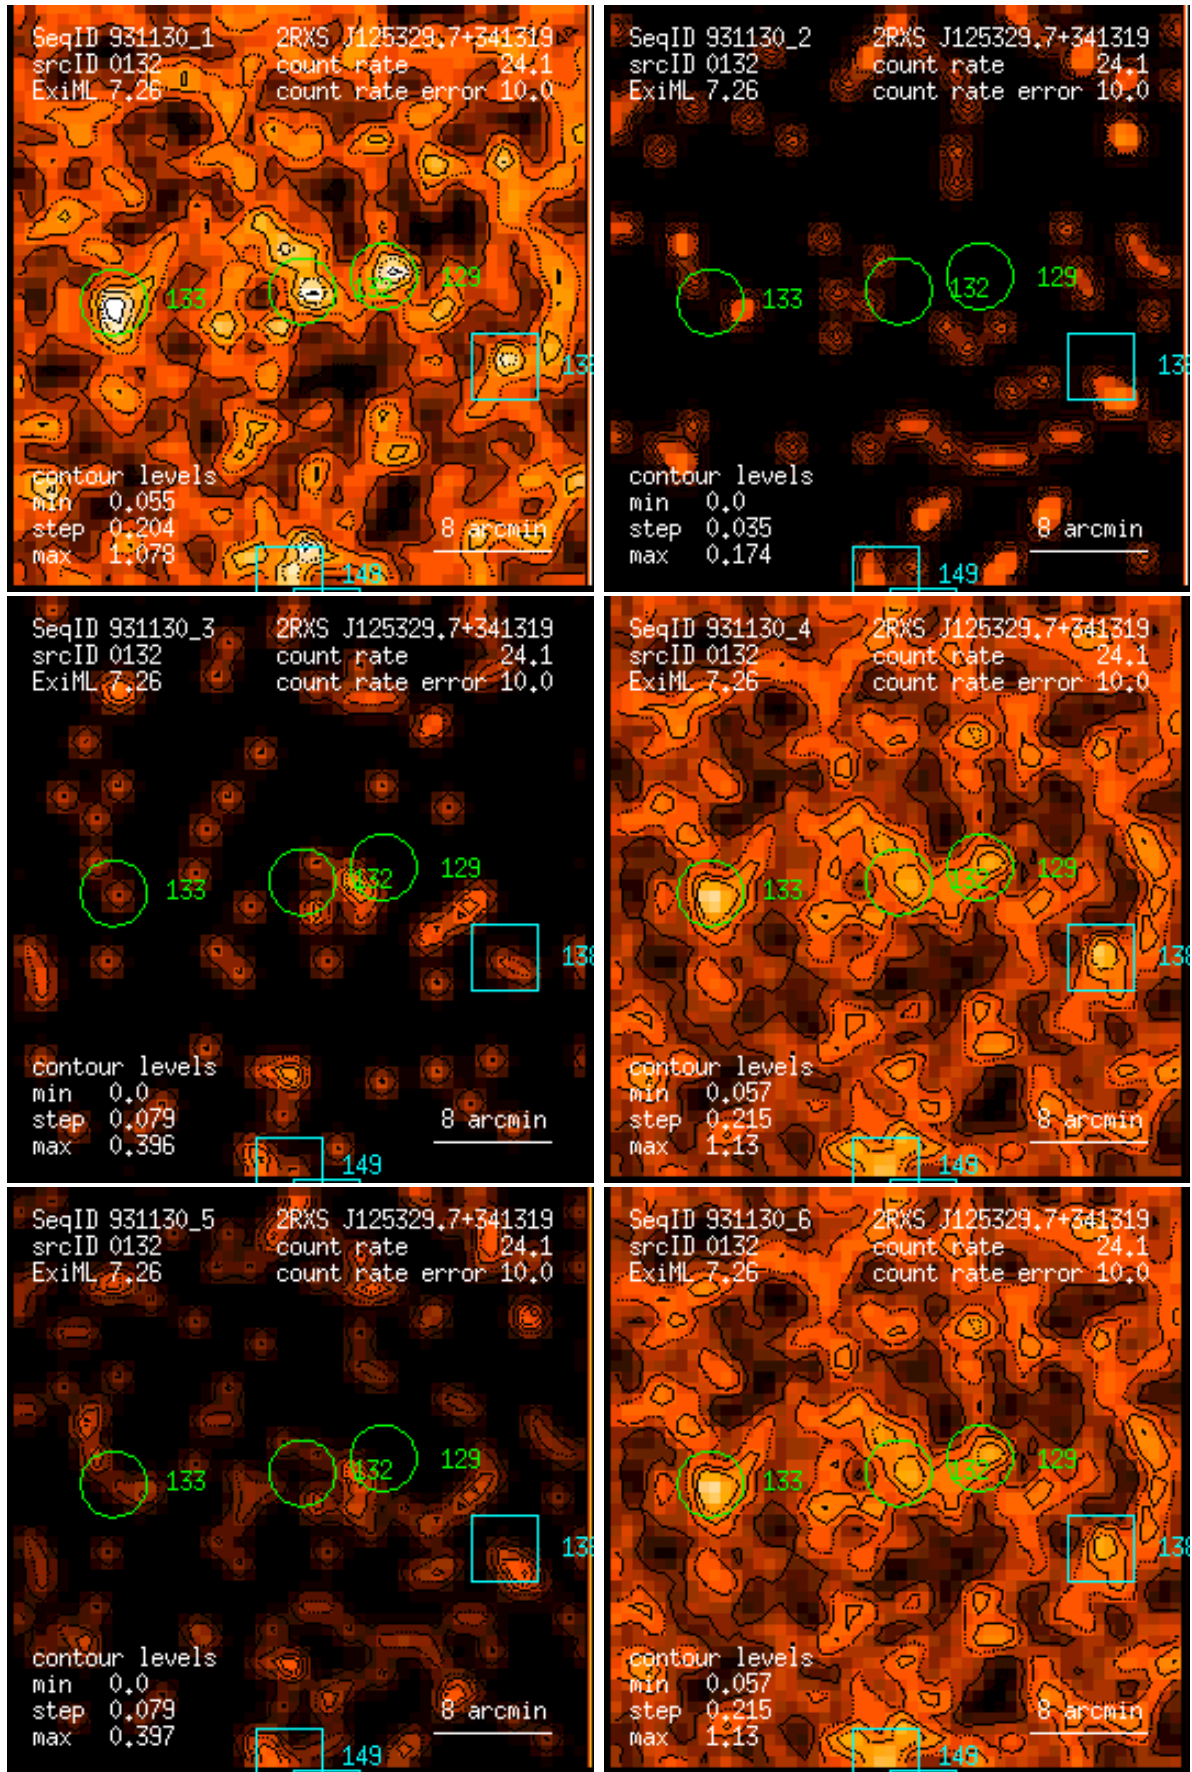 SeqID 931130_1 2RXS J125329.7+341319
srcID 0132 count rate 24.1
ExiML 7.26 count rate error 10.0
133
132
129
138
contour levels
min 0.055
step 0.204
max 1.078
8 arcmin
149
SeqID 931130_2 2RXS J125329.7+341319
srcID 0132 count rate 24.1
ExiML 7.26 count rate error 10.0
133
132
129
138
contour levels
min 0.0
step 0.035
max 0.174
8 arcmin
149
SeqID 931130_3 2RXS J125329.7+341319
srcID 0132 count rate 24.1
ExiML 7.26 count rate error 10.0
133
132
129
138
contour levels
min 0.0
step 0.079
max 0.396
8 arcmin
149
SeqID 931130_4 2RXS J125329.7+341319
srcID 0132 count rate 24.1
ExiML 7.26 count rate error 10.0
133
132
129
138
contour levels
min 0.057
step 0.215
max 1.13
8 arcmin
149
SeqID 931130_5 2RXS J125329.7+341319
srcID 0132 count rate 24.1
ExiML 7.26 count rate error 10.0
133
132
129
138
contour levels
min 0.0
step 0.079
max 0.397
8 arcmin
149
SeqID 931130_6 2RXS J125329.7+341319
srcID 0132 count rate 24.1
ExiML 7.26 count rate error 10.0
133
132
129
138
contour levels
min 0.057
step 0.215
max 1.13
8 arcmin
149